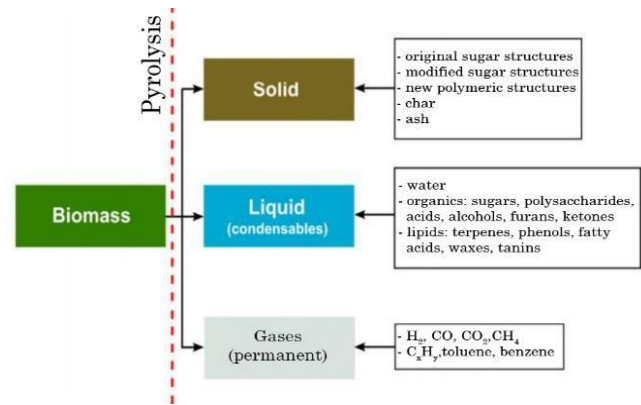 Pyrolysis
Biomass
Solid
- original sugar structures
- modified sugar structures
- new polymeric structures
- char
- ash
Liquid
(condensables)
- water
- organics: sugars, polysaccharides,
acids, alcohols, furans, ketones
- lipids: terpenes, phenols, fatty
acids, waxes, tanins
Gases
(permanent)
- H₂, CO, CO₂,CH₄
- CₓHᵧ,toluene, benzene